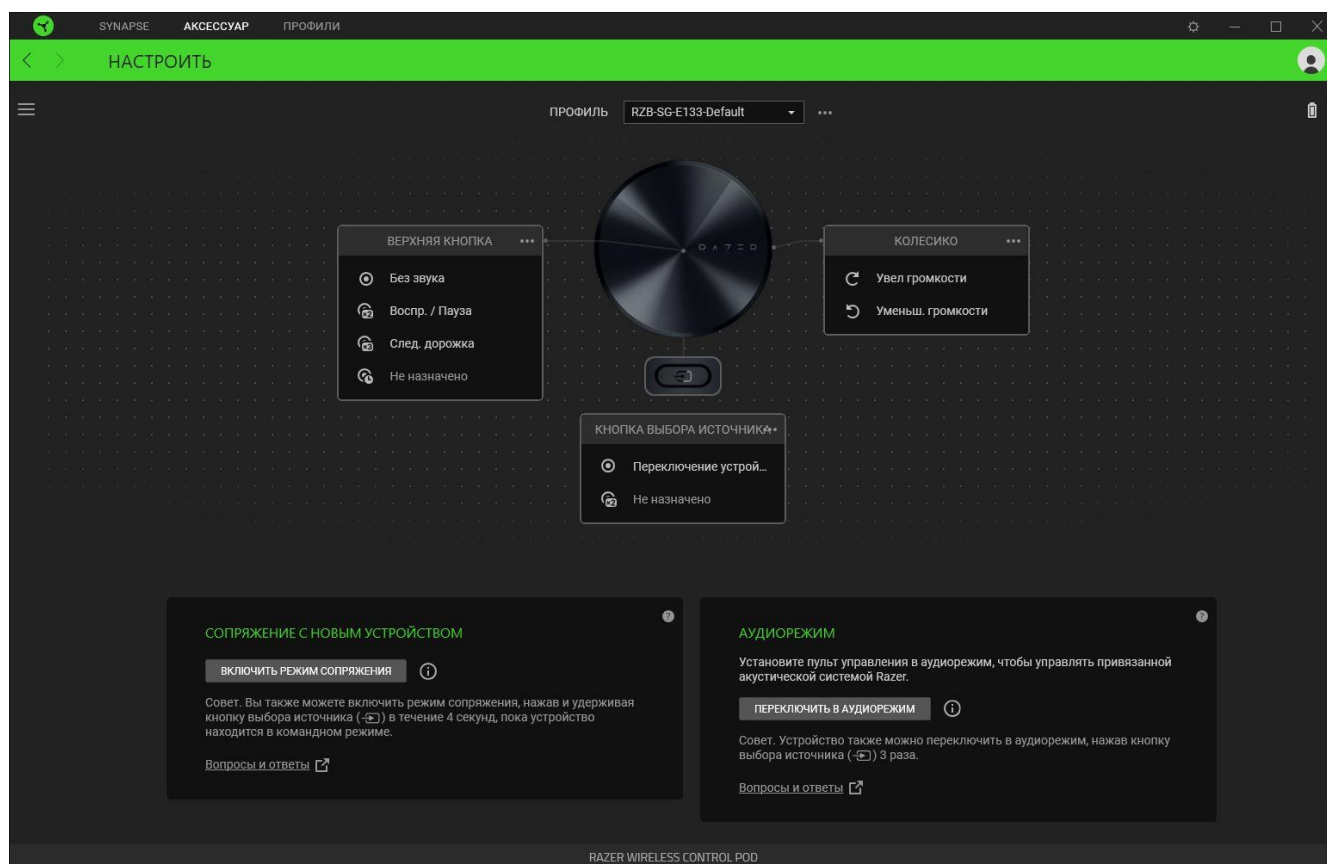 SYNAPSE АКСЕССУАР ПРОФИЛИ
НАСТРОИТЬ
ПРОФИЛЬ RZB-SG-E133-Default
RAZER
ВЕРХНЯЯ КНОПКА
Без звука
Воспр. / Пауза
След. дорожка
Не назначено
КОЛЕСИКО
Увел громкости
Уменьш. громкости
КНОПКА ВЫБОРА ИСТОЧНИКА
Переключение устрой...
Не назначено
СОПРЯЖЕНИЕ С НОВЫМ УСТРОЙСТВОМ
ВКЛЮЧИТЬ РЕЖИМ СОПРЯЖЕНИЯ
Совет. Вы также можете включить режим сопряжения, нажав и удерживая
кнопку выбора источника ( ) в течение 4 секунд, пока устройство
находится в командном режиме.
Вопросы и ответы
АУДИОРЕЖИМ
Установите пульт управления в аудиорежим, чтобы управлять привязанной
акустической системой Razer.
ПЕРЕКЛЮЧИТЬ В АУДИОРЕЖИМ
Совет. Устройство также можно переключить в аудиорежим, нажав кнопку
выбора источника ( ) 3 раза.
Вопросы и ответы
RAZER WIRELESS CONTROL POD